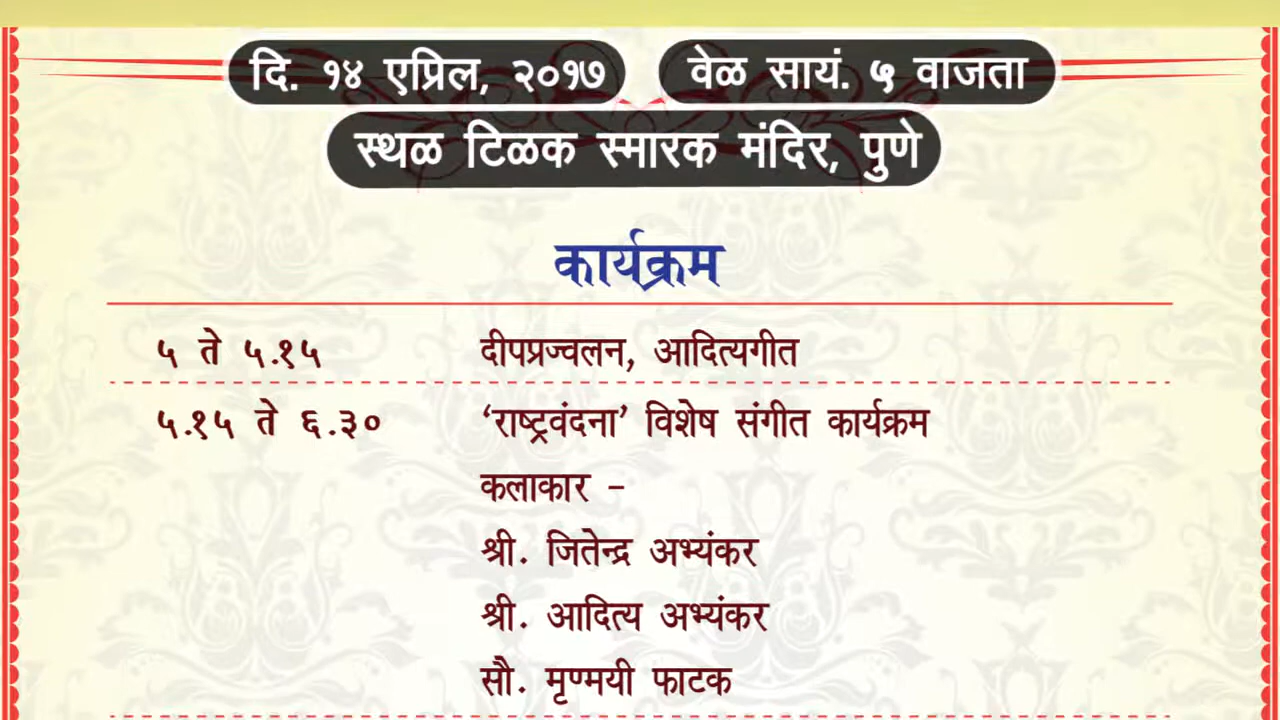 दि. १४ एप्रिल, २०१७ वेळ सायं. ५ वाजता
स्थळ टिळक स्मारक मंदिर, पुणे
कार्यक्रम
५ ते ५.१५ दीपप्रज्वलन, आदित्यगीत
५.१५ ते ६.३० ‘राष्ट्रवंदना’ विशेष संगीत कार्यक्रम
कलाकार –
श्री. जितेन्द्र अभ्यंकर
श्री. आदित्य अभ्यंकर
सौ. मृण्मयी फाटक